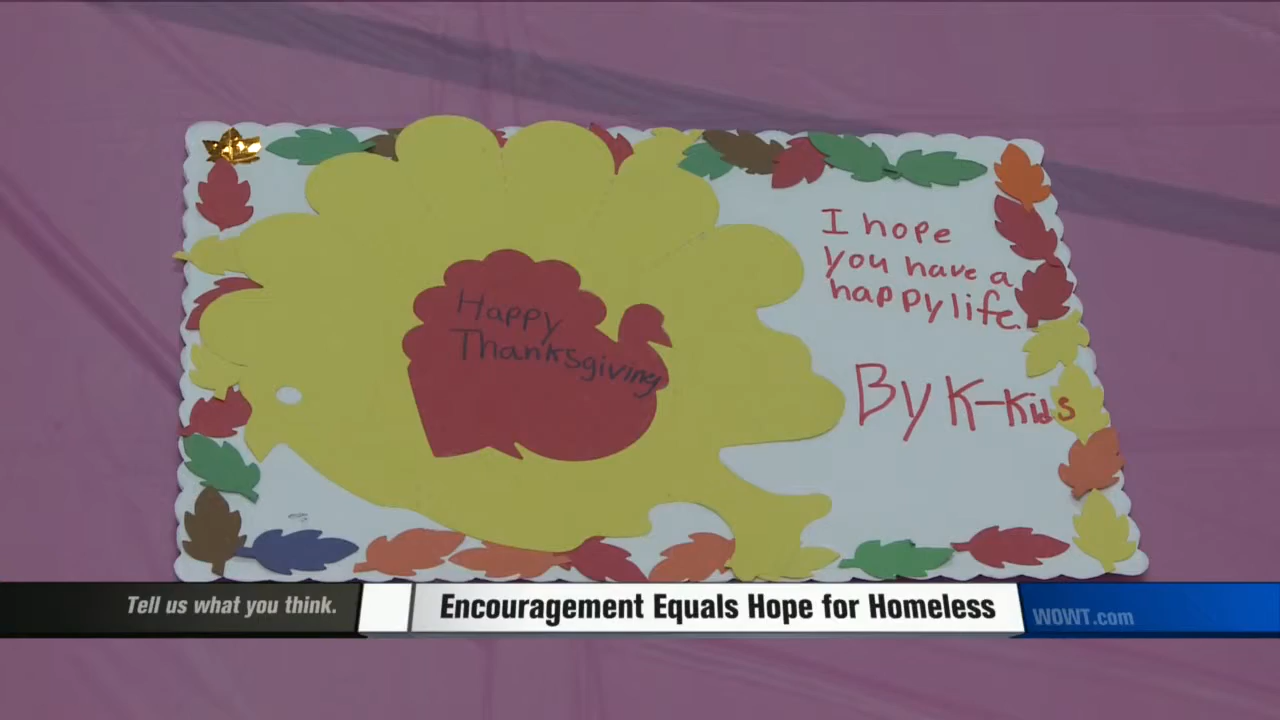 Happy
Thanksgiving
I hope
you have a
happy life.
By K-Kids
Tell us what you think.
Encouragement Equals Hope for Homeless
WOWT.com